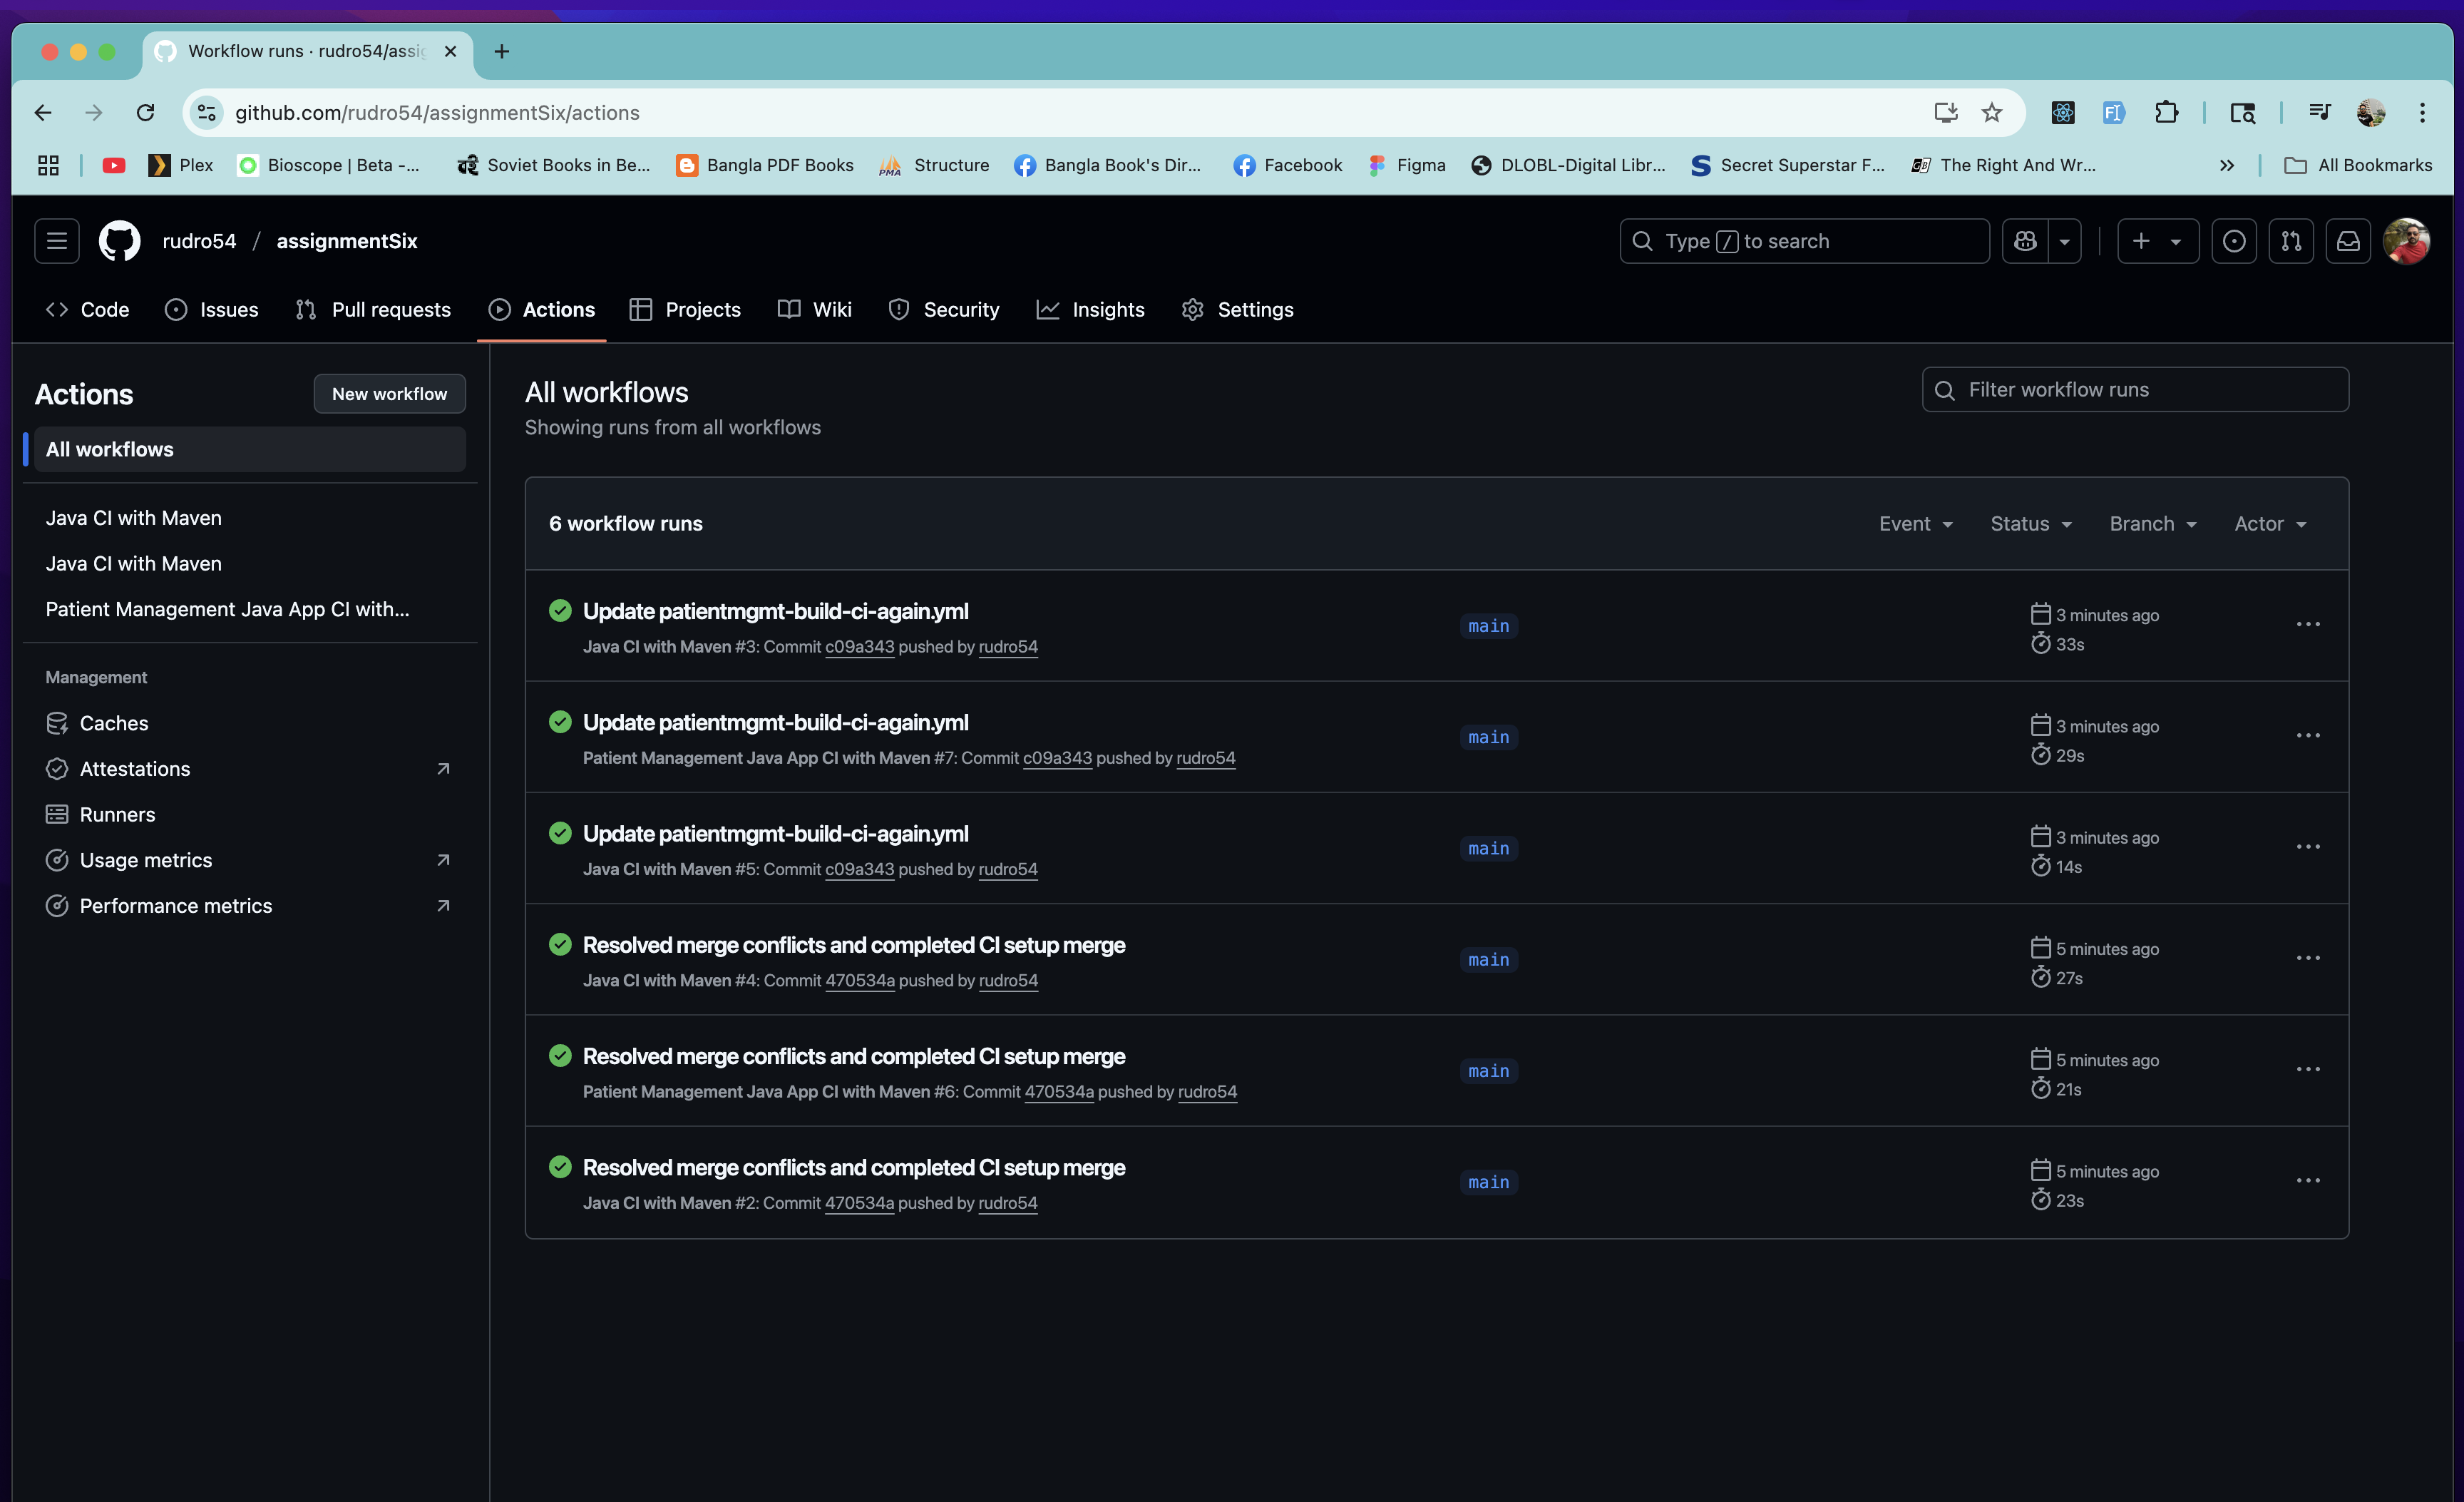 Workflow runs · rudro54/assig
github.com/rudro54/assignmentSix/actions
Plex
Bioscope | Beta -...
Soviet Books in Be...
Bangla PDF Books
PMA
Structure
Bangla Book's Dir...
Facebook
Figma
DLOBL-Digital Libr...
Secret Superstar F...
The Right And Wr...
All Bookmarks
rudro54 / assignmentSix
Type / to search
Code
Issues
Pull requests
Actions
Projects
Wiki
Security
Insights
Settings
Actions
New workflow
All workflows
Java CI with Maven
Java CI with Maven
Patient Management Java App CI with...
Management
Caches
Attestations
Runners
Usage metrics
Performance metrics
All workflows
Showing runs from all workflows
Filter workflow runs
6 workflow runs
Event
Status
Branch
Actor
Update patientmgmt-build-ci-again.yml
Java CI with Maven #3: Commit c09a343 pushed by rudro54
main
3 minutes ago
33s
Update patientmgmt-build-ci-again.yml
Patient Management Java App CI with Maven #7: Commit c09a343 pushed by rudro54
main
3 minutes ago
29s
Update patientmgmt-build-ci-again.yml
Java CI with Maven #5: Commit c09a343 pushed by rudro54
main
3 minutes ago
14s
Resolved merge conflicts and completed CI setup merge
Java CI with Maven #4: Commit 470534a pushed by rudro54
main
5 minutes ago
27s
Resolved merge conflicts and completed CI setup merge
Patient Management Java App CI with Maven #6: Commit 470534a pushed by rudro54
main
5 minutes ago
21s
Resolved merge conflicts and completed CI setup merge
Java CI with Maven #2: Commit 470534a pushed by rudro54
main
5 minutes ago
23s